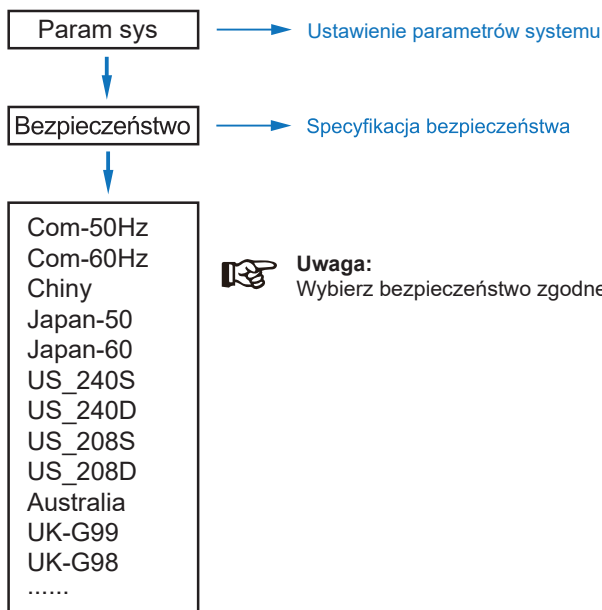 Param sys
Ustawienie parametrów systemu
Bezpieczeństwo
Specyfikacja bezpieczeństwa
Com-50Hz
Com-60Hz
Chiny
Japan-50
Japan-60
US_240S
US_240D
US_208S
US_208D
Australia
UK-G99
UK-G98
......
Uwaga:
Wybierz bezpieczeństwo zgodne